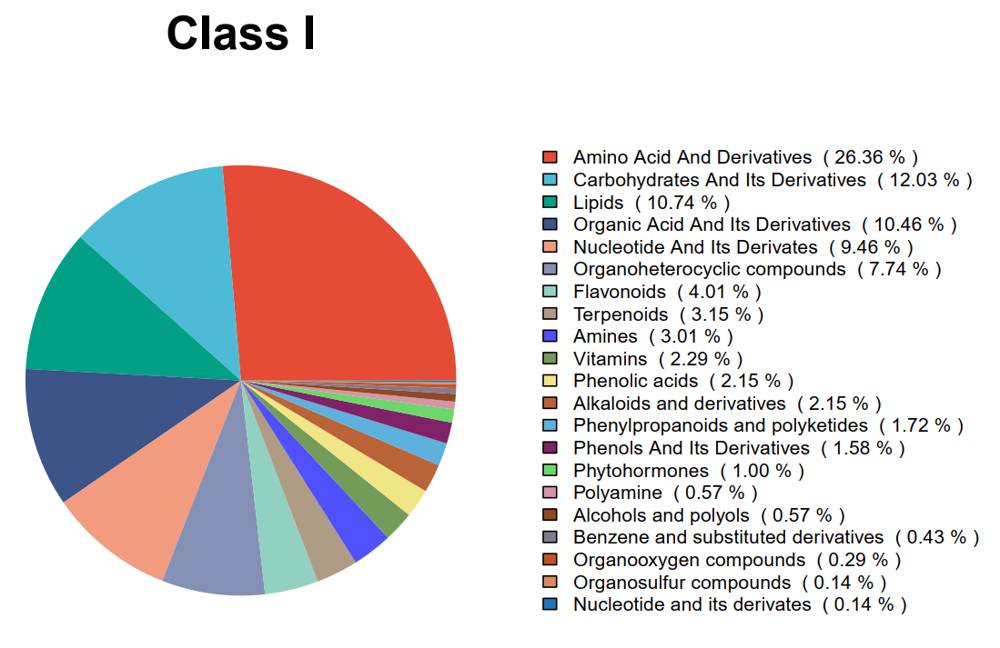 Class I
Amino Acid And Derivatives ( 26.36 % )
Carbohydrates And Its Derivatives ( 12.03 % )
Lipids ( 10.74 % )
Organic Acid And Its Derivatives ( 10.46 % )
Nucleotide And Its Derivates ( 9.46 % )
Organoheterocyclic compounds ( 7.74 % )
Flavonoids ( 4.01 % )
Terpenoids ( 3.15 % )
Amines ( 3.01 % )
Vitamins ( 2.29 % )
Phenolic acids ( 2.15 % )
Alkaloids and derivatives ( 2.15 % )
Phenylpropanoids and polyketides ( 1.72 % )
Phenols And Its Derivatives ( 1.58 % )
Phytohormones ( 1.00 % )
Polyamine ( 0.57 % )
Alcohols and polyols ( 0.57 % )
Benzene and substituted derivatives ( 0.43 % )
Organooxygen compounds ( 0.29 % )
Organosulfur compounds ( 0.14 % )
Nucleotide and its derivates ( 0.14 % )